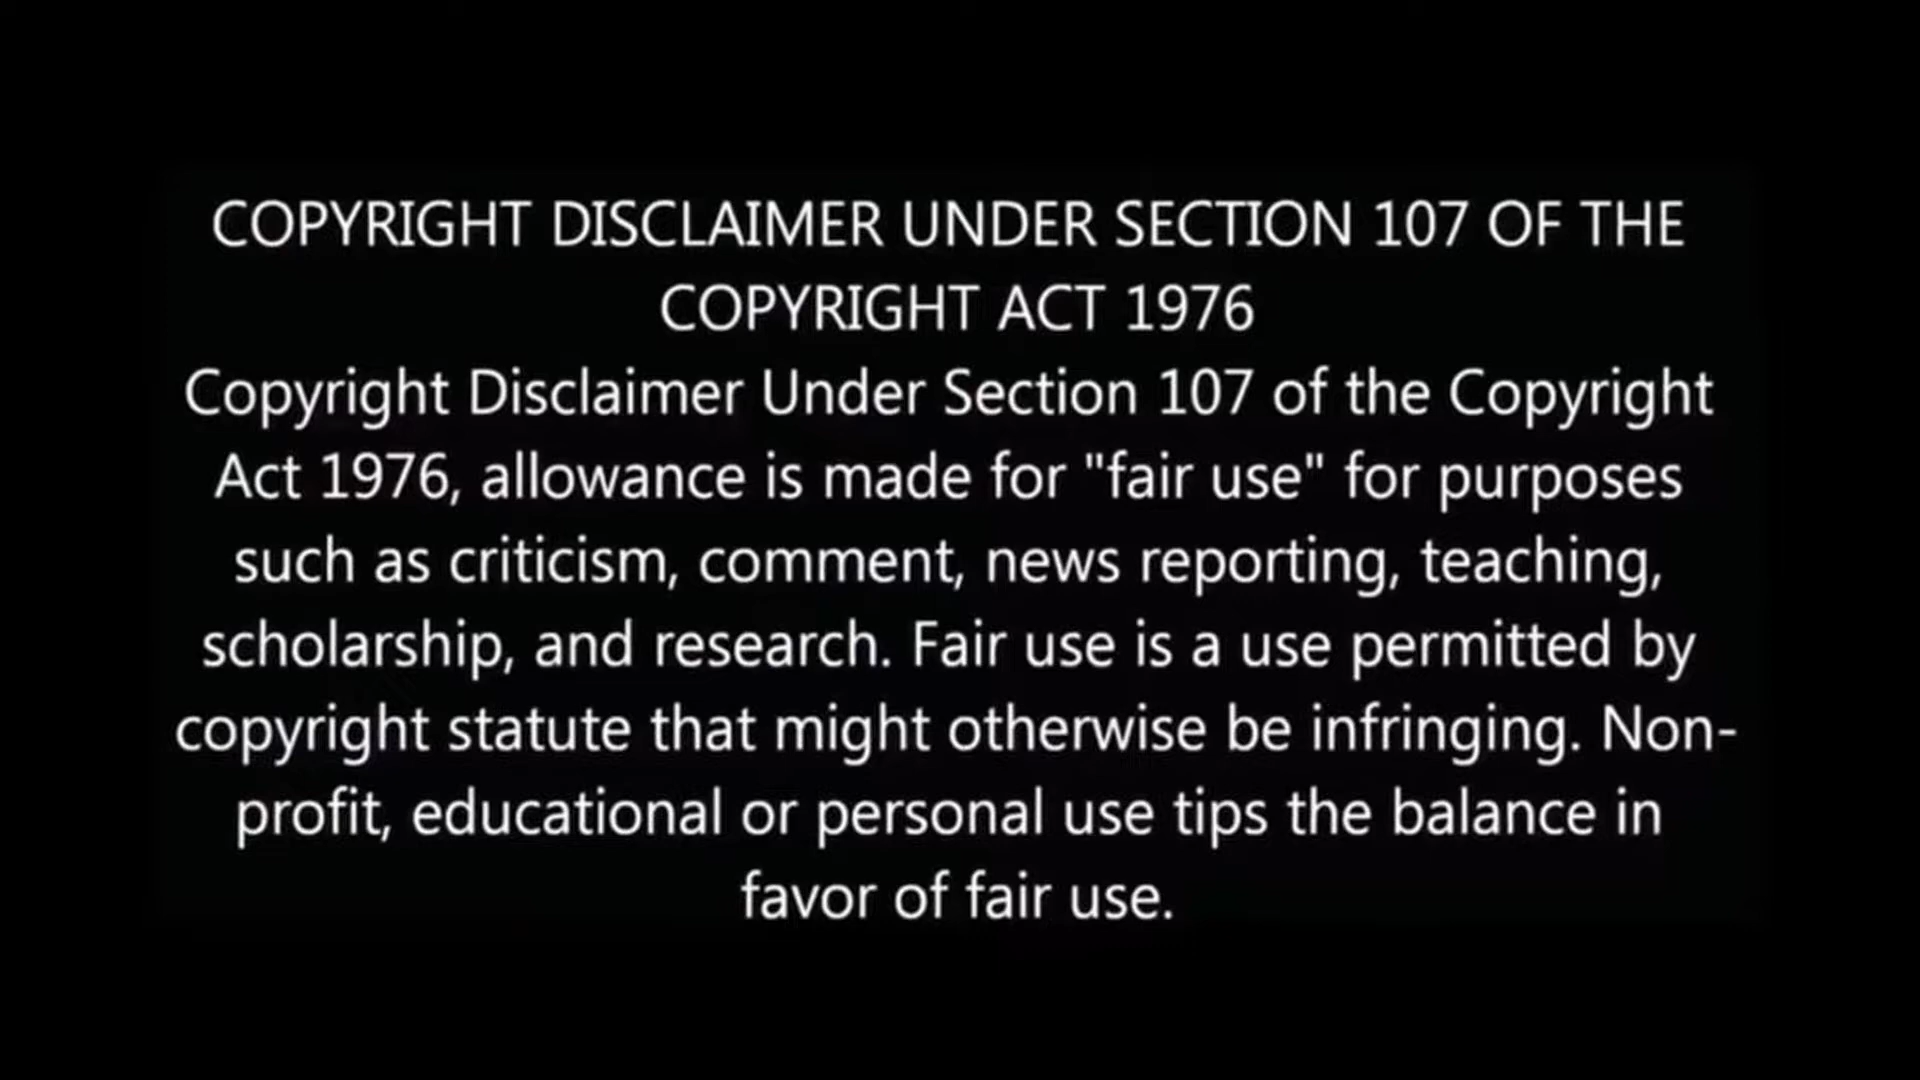 COPYRIGHT DISCLAIMER UNDER SECTION 107 OF THE
COPYRIGHT ACT 1976
Copyright Disclaimer Under Section 107 of the Copyright
Act 1976, allowance is made for "fair use" for purposes
such as criticism, comment, news reporting, teaching,
scholarship, and research. Fair use is a use permitted by
copyright statute that might otherwise be infringing. Non-
profit, educational or personal use tips the balance in
favor of fair use.